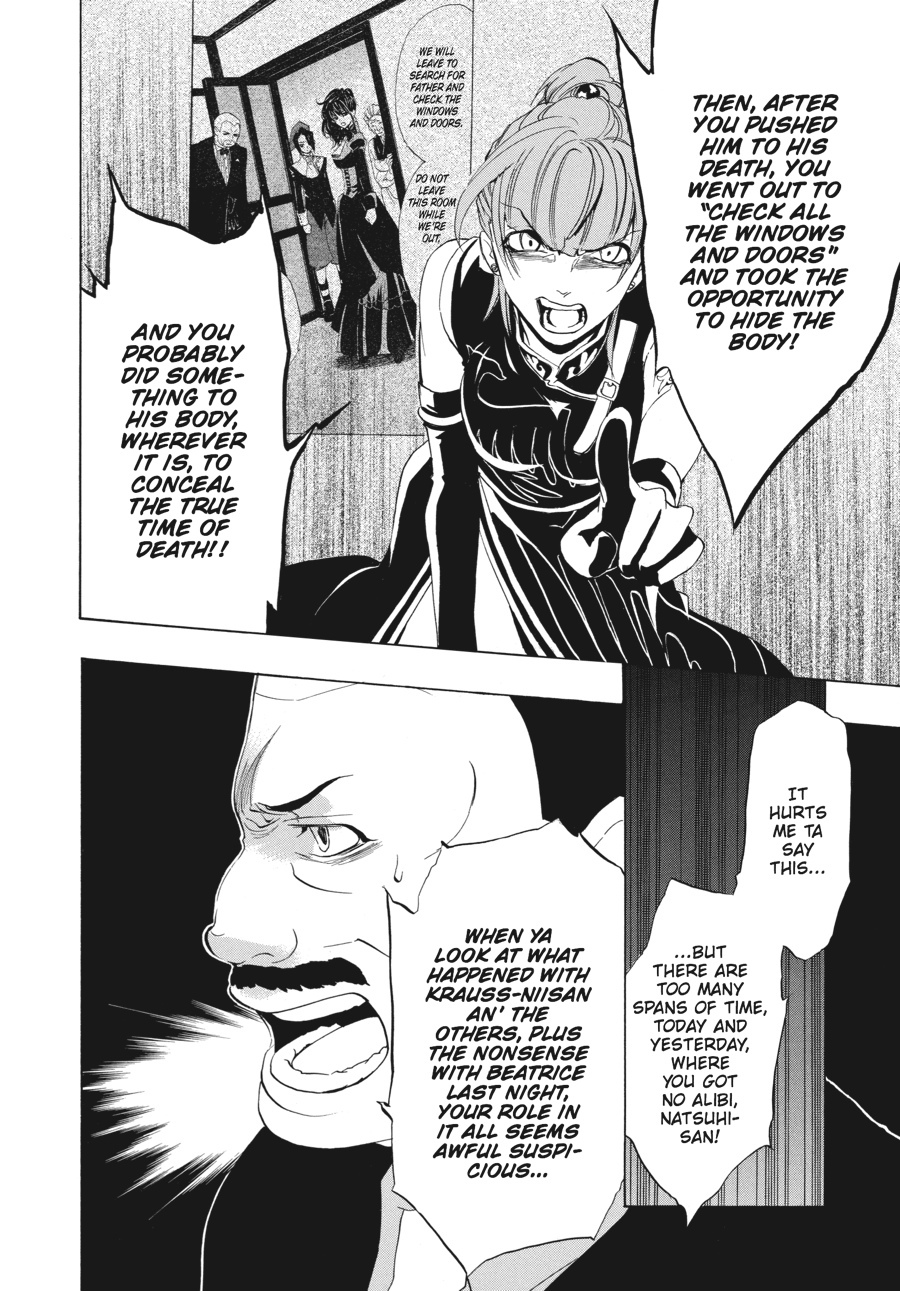 THEN, AFTER
YOU PUSHED
HIM TO HIS
DEATH, YOU
WENT OUT TO
"CHECK ALL
THE WINDOWS
AND DOORS"
AND TOOK THE
OPPORTUNITY
TO HIDE THE
BODY!
WE WILL
LEAVE TO
SEARCH FOR
FATHER AND
CHECK THE
WINDOWS
AND DOORS.
DO NOT
LEAVE
THIS ROOM
WHILE
WE'RE
OUT.
AND YOU
PROBABLY
DID SOME-
THING TO
HIS BODY,
WHEREVER
IT IS, TO
CONCEAL
THE TRUE
TIME OF
DEATH!!
IT
HURTS
ME TA
SAY
THIS...
...BUT
THERE ARE
TOO MANY
SPANS OF TIME,
TODAY AND
YESTERDAY,
WHERE
YOU GOT
NO ALIBI,
NATSUHI-
SAN!
WHEN YA
LOOK AT WHAT
HAPPENED WITH
KRAUSS-NIISAN
AN' THE
OTHERS, PLUS
THE NONSENSE
WITH BEATRICE
LAST NIGHT,
YOUR ROLE IN
IT ALL SEEMS
AWFUL SUSPI-
CIOUS...